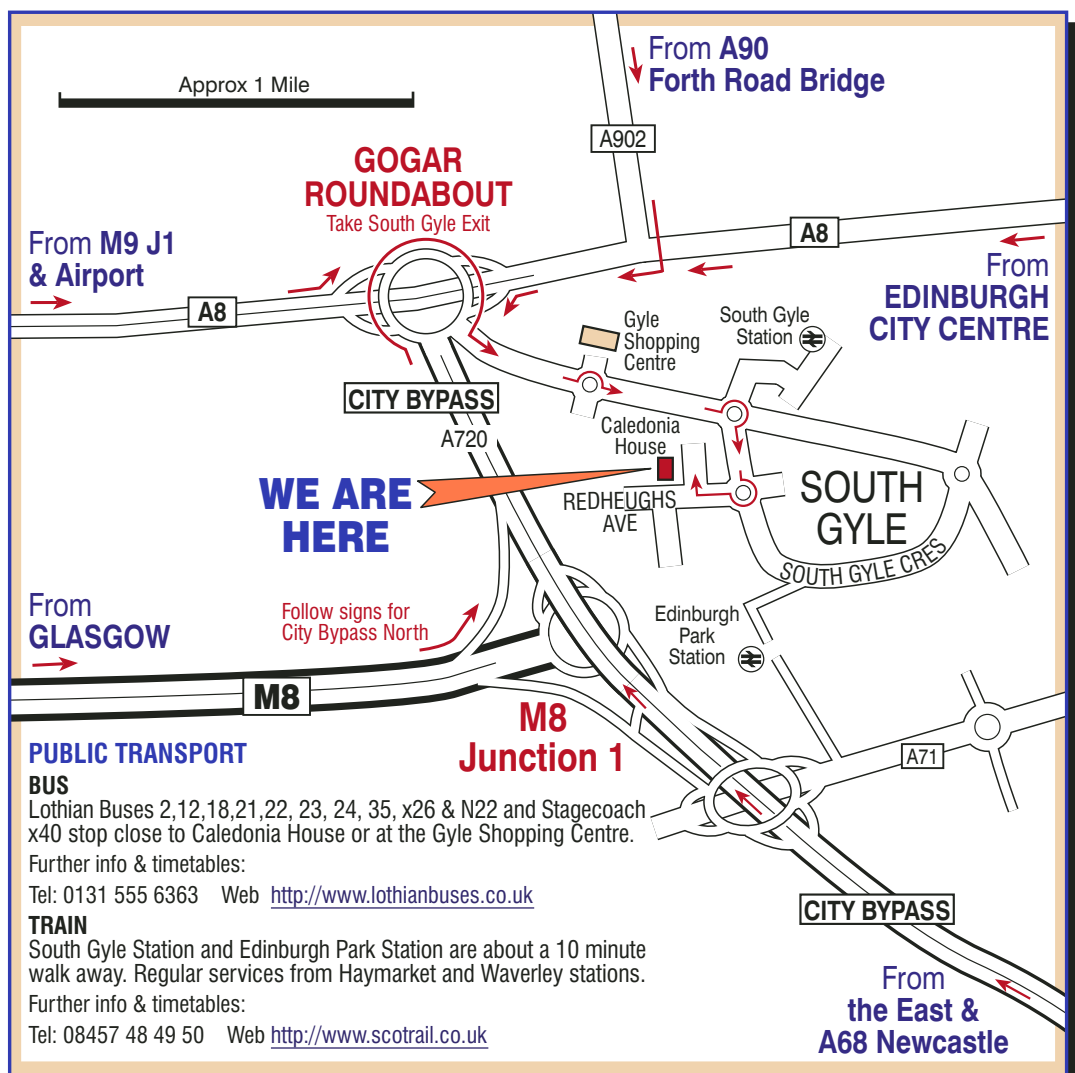 From A90
Forth Road Bridge
Approx 1 Mile
A902
GOGAR
ROUNDABOUT
Take South Gyle Exit
A8
From M9 J1
& Airport
A8
From
EDINBURGH
CITY CENTRE
Gyle
Shopping
Centre
South Gyle
Station
CITY BYPASS
A720
Caledonia
House
WE ARE
HERE
REDHEUGHS
AVE
SOUTH
GYLE
SOUTH GYLE CRES
From
GLASGOW
Follow signs for
City Bypass North
Edinburgh
Park
Station
M8
M8
Junction 1
A71
PUBLIC TRANSPORT
BUS
Lothian Buses 2,12,18,21,22, 23, 24, 35, x26 & N22 and Stagecoach
x40 stop close to Caledonia House or at the Gyle Shopping Centre.
Further info & timetables:
Tel: 0131 555 6363 Web http://www.lothianbuses.co.uk
TRAIN
South Gyle Station and Edinburgh Park Station are about a 10 minute
walk away. Regular services from Haymarket and Waverley stations.
Further info & timetables:
Tel: 08457 48 49 50 Web http://www.scotrail.co.uk
CITY BYPASS
From
the East &
A68 Newcastle